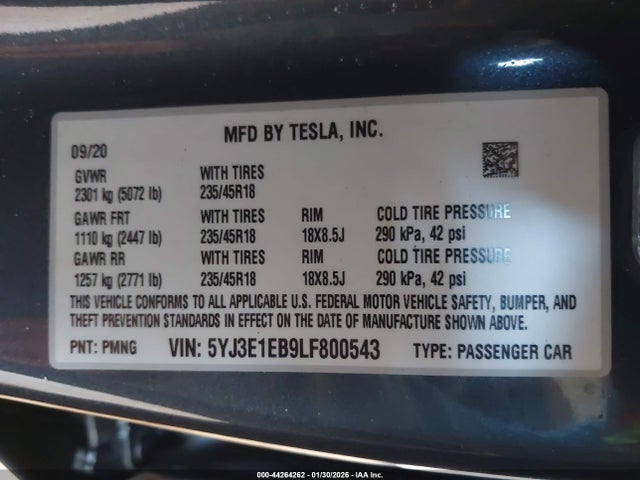 MFD BY TESLA, INC.
09/20
GVWR WITH TIRES
2301 kg (5072 lb) 235/45R18
GAWR FRT WITH TIRES RIM COLD TIRE PRESSURE
1110 kg (2447 lb) 235/45R18 18X8.5J 290 kPa, 42 psi
GAWR RR WITH TIRES RIM COLD TIRE PRESSURE
1257 kg (2771 lb) 235/45R18 18X8.5J 290 kPa, 42 psi
THIS VEHICLE CONFORMS TO ALL APPLICABLE U.S. FEDERAL MOTOR VEHICLE SAFETY, BUMPER, AND
THEFT PREVENTION STANDARDS IN EFFECT ON THE DATE OF MANUFACTURE SHOWN ABOVE.
PNT: PMNG VIN: 5YJ3E1EB9LF800543 TYPE: PASSENGER CAR
000-44264262 - 01/30/2026 - IAA Inc.